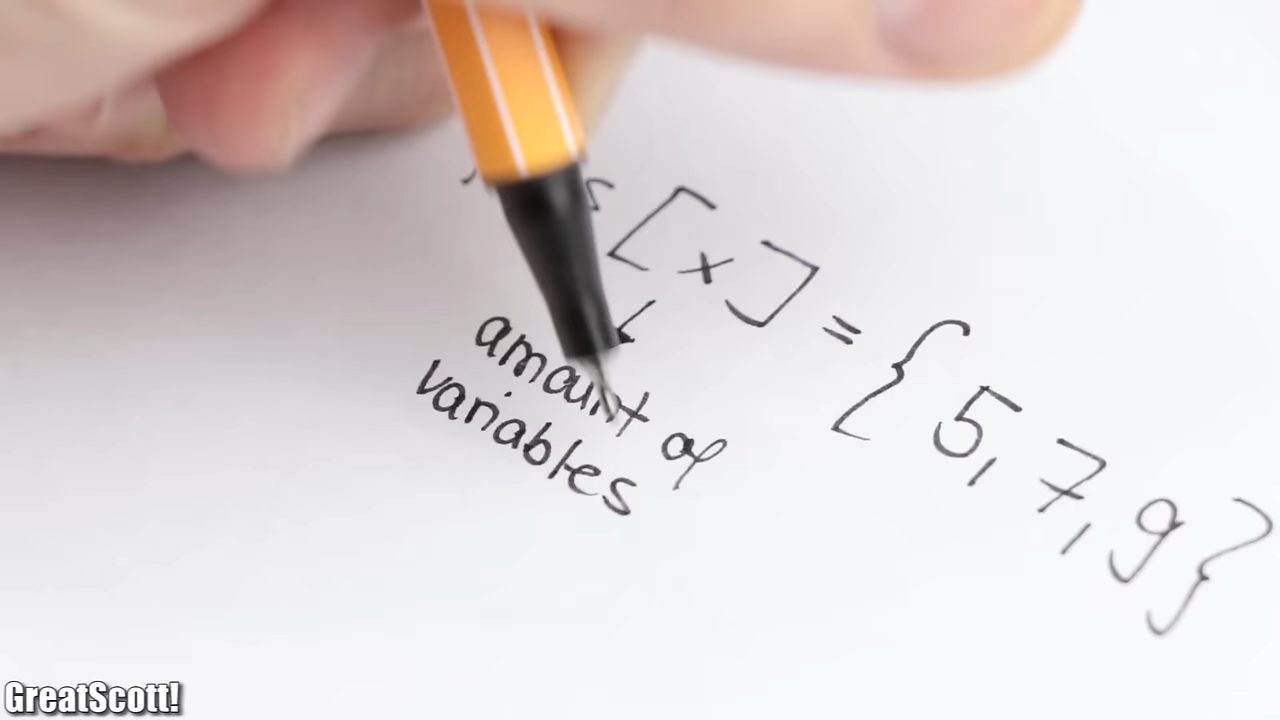 [x] = { 5, 7, 9 }
amount of
variables
GreatScott!